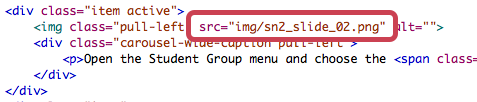 <div class="item active">
<img class="pull-left" src="img/sn2_slide_02.png" alt="">
<div class="carousel-wide-caption pull-left">
<p>Open the Student Group menu and choose the <span class=
</div>
</div>